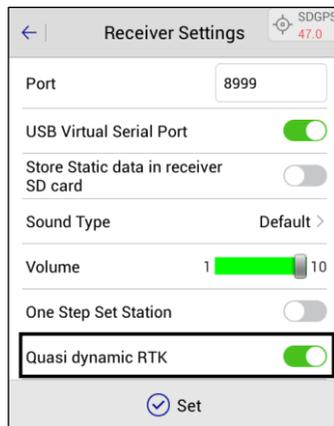 ← Receiver Settings SDGPS
47.0
Port 8999
USB Virtual Serial Port
Store Static data in receiver
SD card
Sound Type Default >
Volume 1 10
One Step Set Station
Quasi dynamic RTK
Set